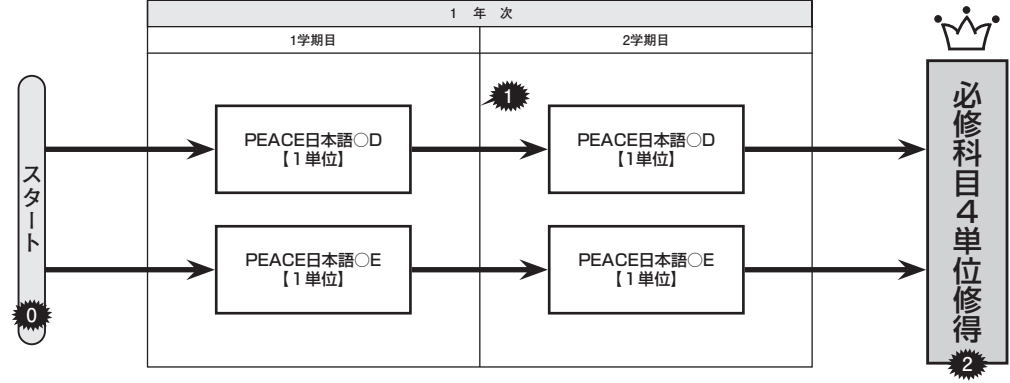 1 年 次
1学期目
2学期目
1
PEACE日本語○D
【1単位】
PEACE日本語○D
【1単位】
スタート
PEACE日本語○E
【1単位】
PEACE日本語○E
【1単位】
0
必修科目4単位修得
2